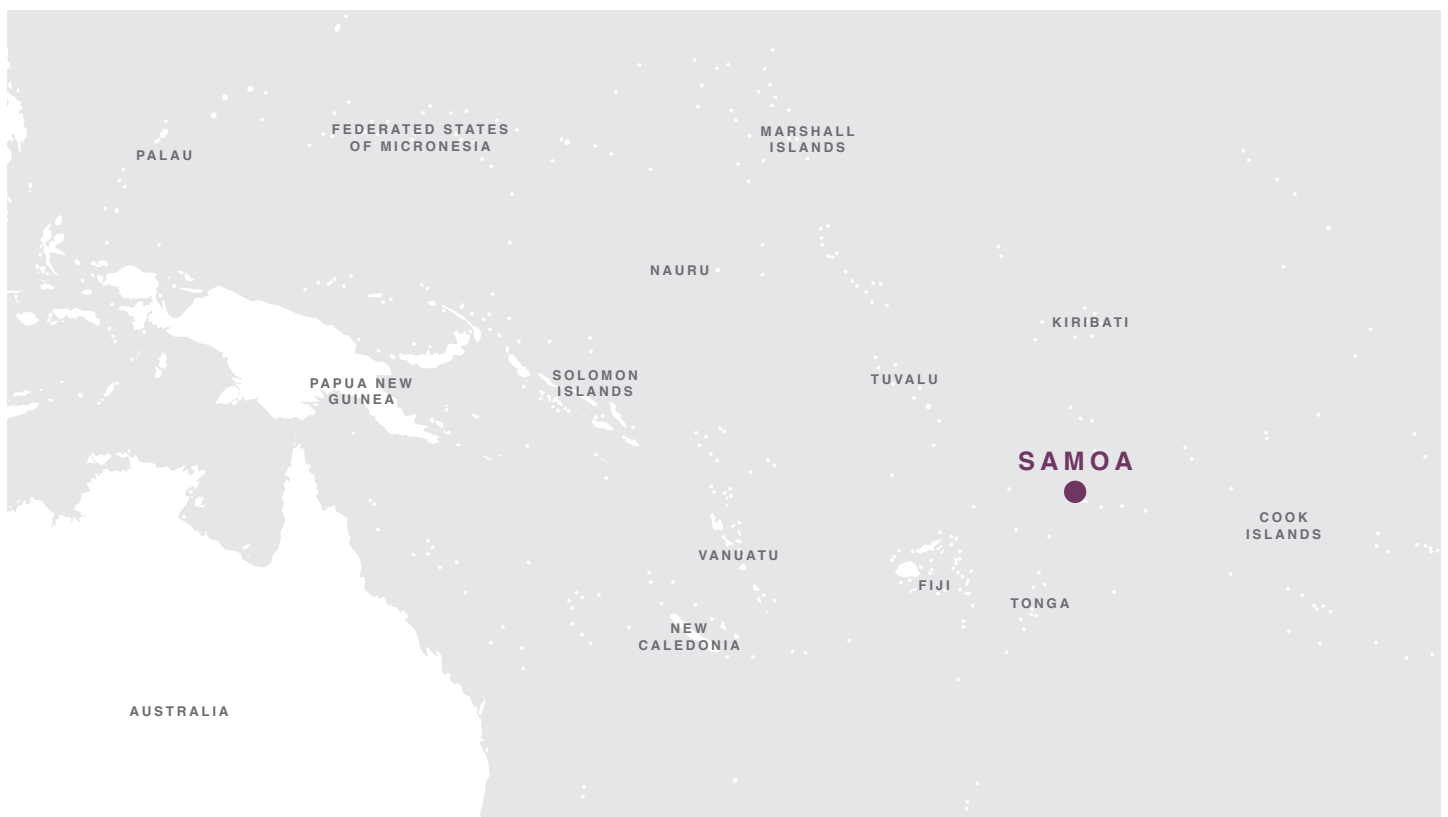 FEDERATED STATES
OF MICRONESIA
MARSHALL
ISLANDS
PALAU
NAURU
KIRIBATI
SOLOMON
ISLANDS
TUVALU
PAPUA NEW
GUINEA
SAMOA
COOK
ISLANDS
VANUATU
FIJI
TONGA
NEW
CALEDONIA
AUSTRALIA